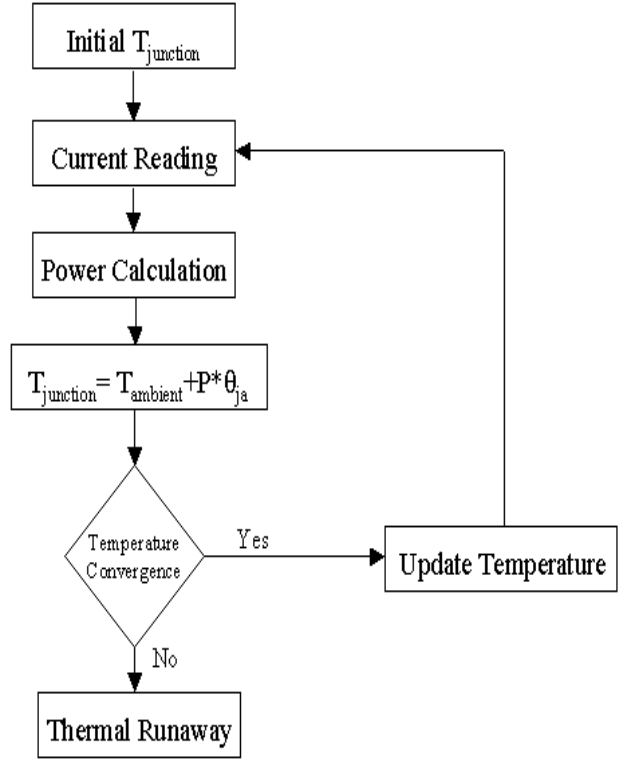 Initial Tjunction
Current Reading
Power Calculation
Tjunction= Tambient+P*θja
Temperature
Convergence
Yes
Update Temperature
No
Thermal Runaway